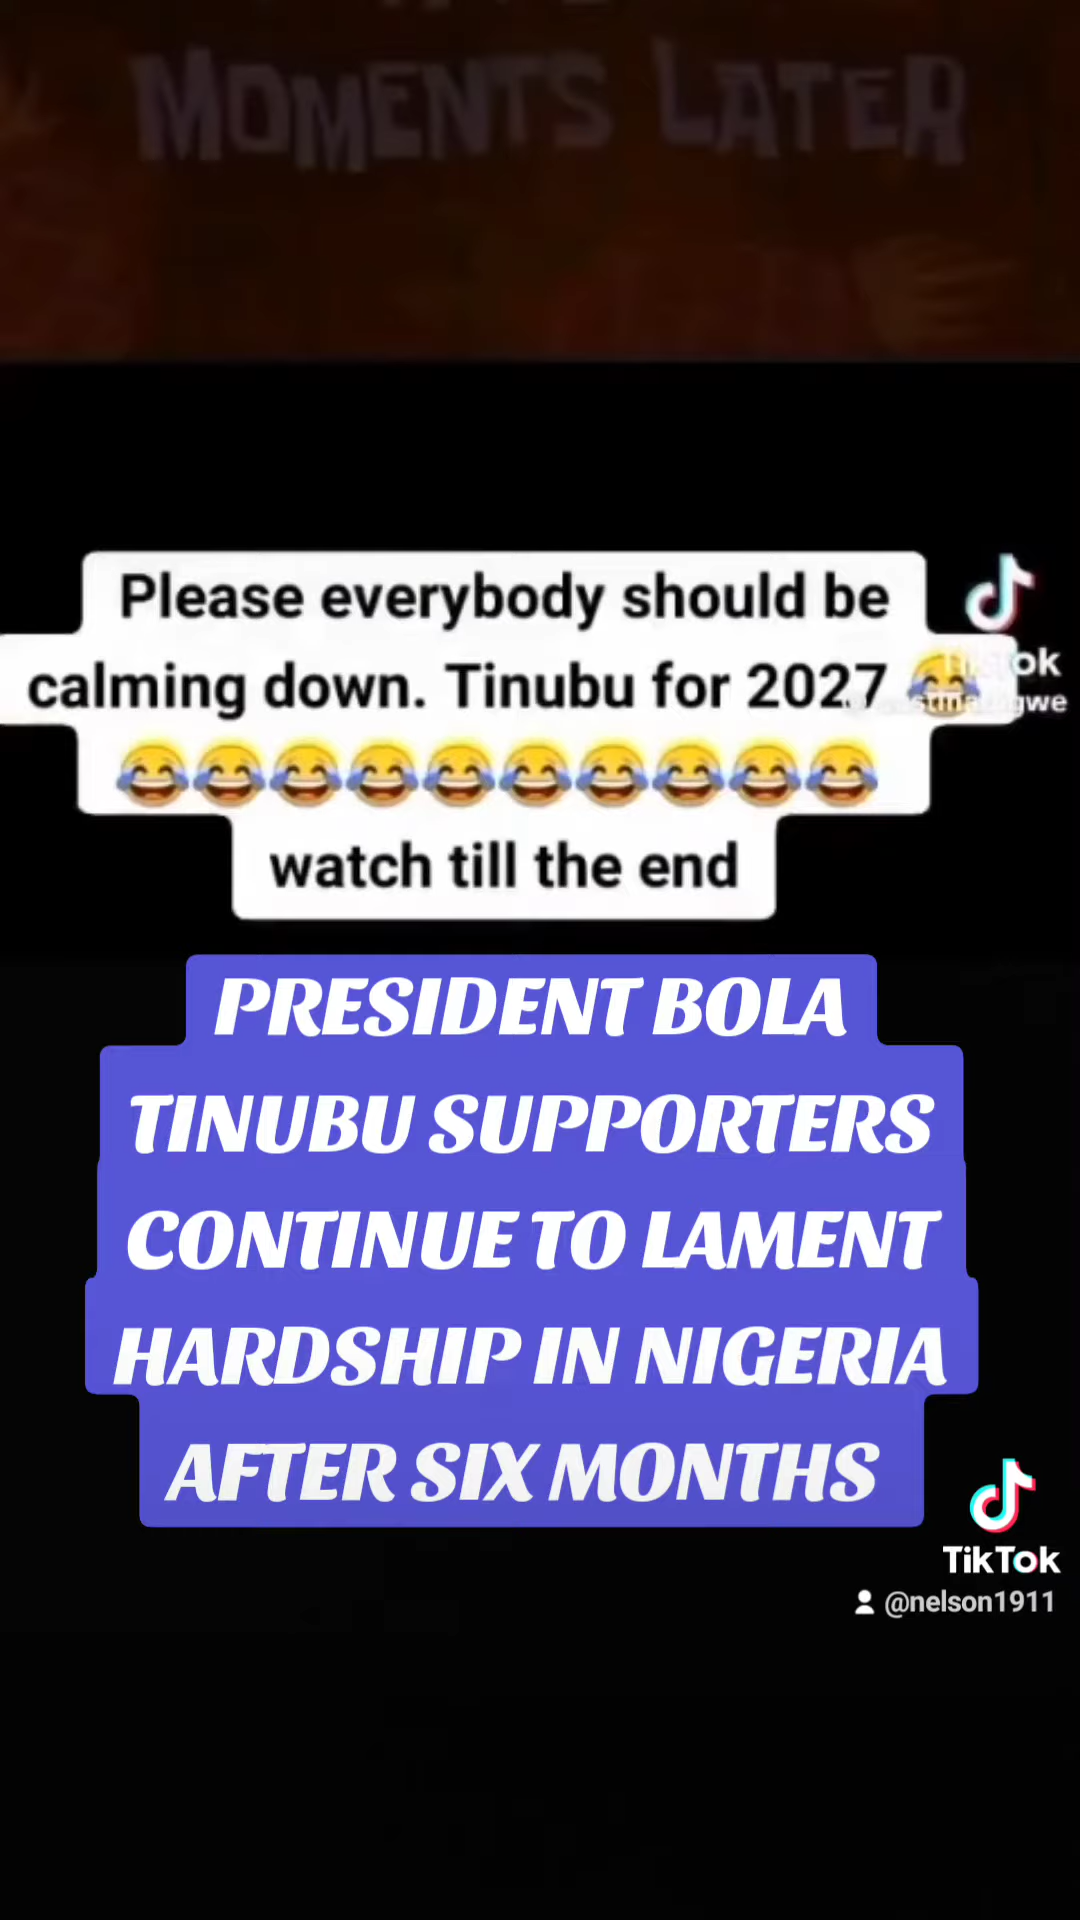 MOMENTS LATER
Please everybody should be
calming down. Tinubu for 2027 😂
😂😂😂😂😂😂😂😂😂😂
watch till the end
PRESIDENT BOLA
TINUBU SUPPORTERS
CONTINUE TO LAMENT
HARDSHIP IN NIGERIA
AFTER SIX MONTHS
TikTok
@nelson1911